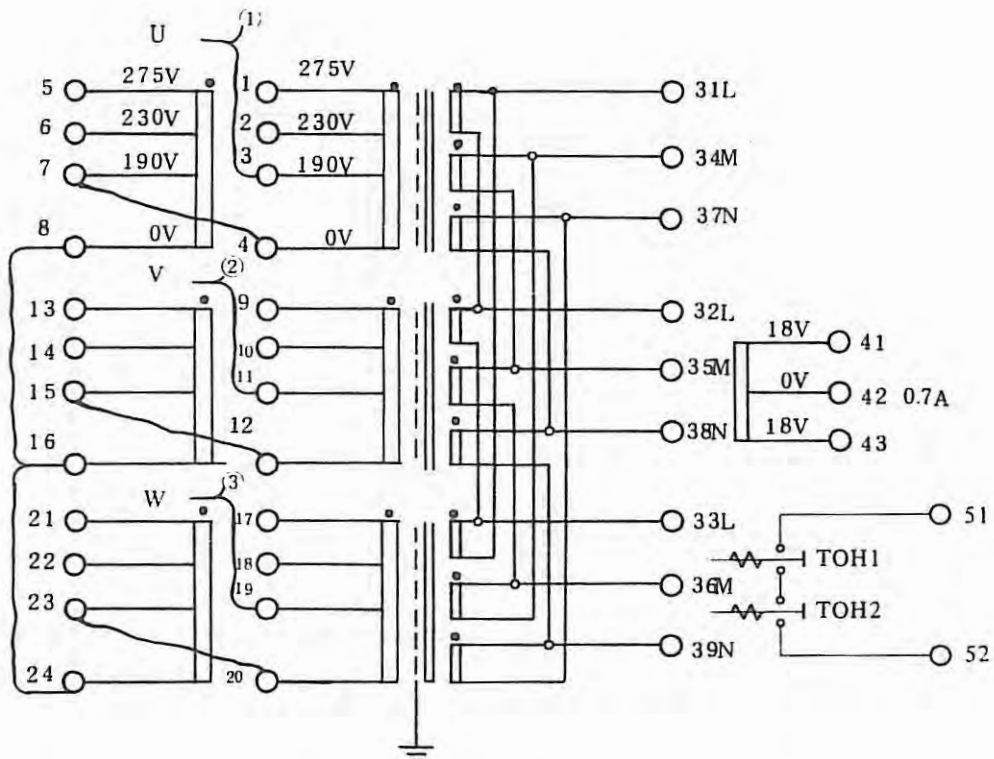 U (1)
5 275V 1 275V 31L
6 230V 2 230V 34M
7 190V 3 190V
37N
8 0V 4 0V
V (2)
13 9 32L
18V 41
14 10
35M
15 11 0V 42 0.7A
16 12 38N 18V 43
W (3)
21 17 33L 51
22 18 TOH1
36M
23 19 TOH2
39N 52
24 20